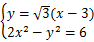 y = √3(x − 3)
2x² − y² = 6